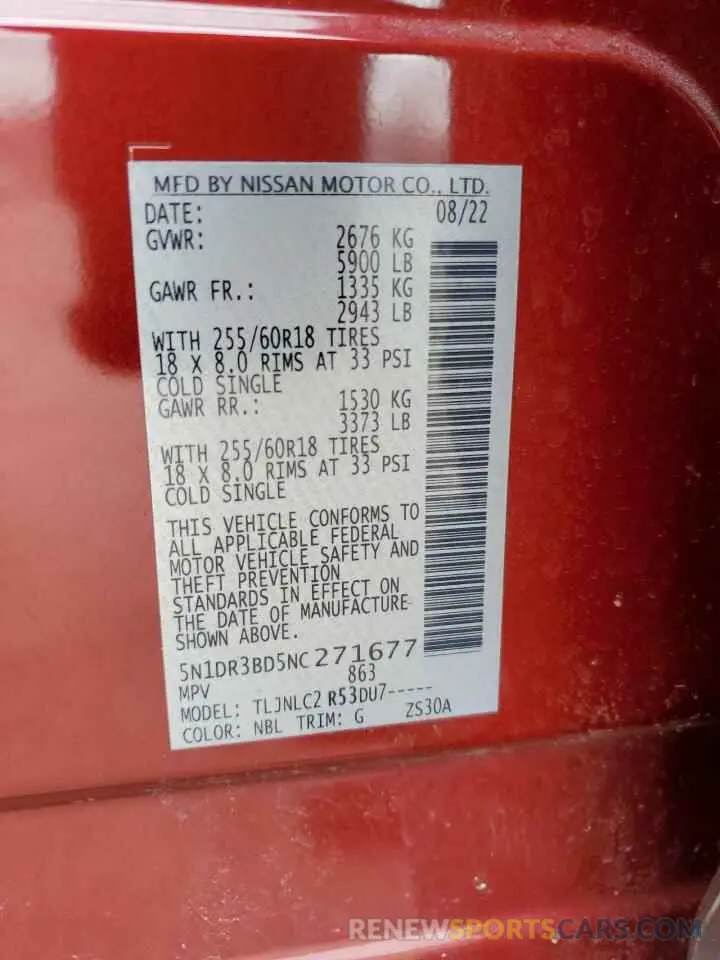 MFD BY NISSAN MOTOR CO., LTD.
DATE: 08/22
GVWR: 2676 KG
5900 LB
GAWR FR.: 1335 KG
2943 LB
WITH 255/60R18 TIRES
18 X 8.0 RIMS AT 33 PSI
COLD SINGLE
GAWR RR.: 1530 KG
3373 LB
WITH 255/60R18 TIRES
18 X 8.0 RIMS AT 33 PSI
COLD SINGLE
THIS VEHICLE CONFORMS TO
ALL APPLICABLE FEDERAL
MOTOR VEHICLE SAFETY AND
THEFT PREVENTION
STANDARDS IN EFFECT ON
THE DATE OF MANUFACTURE
SHOWN ABOVE.
5N1DR3BD5NC271677
MPV 863
MODEL: TLJNLC2 R53DU7-----
COLOR: NBL TRIM: G ZS30A
RENEWSPORTSCARS.COM